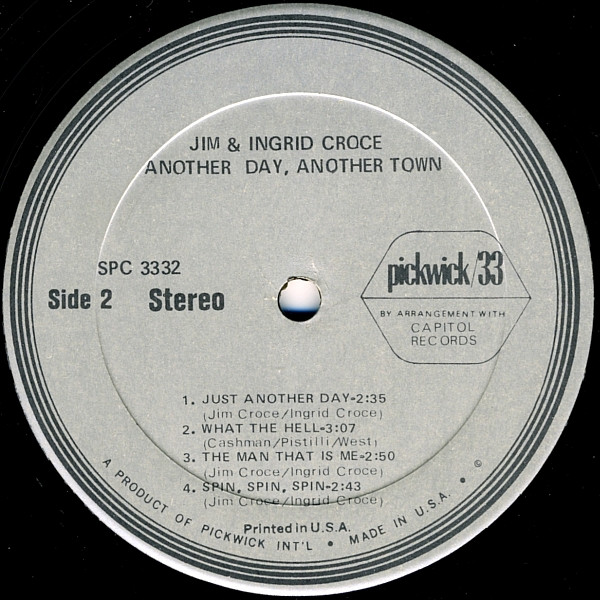 JIM & INGRID CROCE
ANOTHER DAY, ANOTHER TOWN
SPC 3332
Side 2 Stereo
pickwick/33
BY ARRANGEMENT WITH
CAPITOL
RECORDS
1. JUST ANOTHER DAY-2:35
(Jim Croce/Ingrid Croce)
2. WHAT THE HELL-3:07
(Cashman/Pistilli/West)
3. THE MAN THAT IS ME-2:50
(Jim Croce/Ingrid Croce)
4. SPIN, SPIN, SPIN-2:43
(Jim Croce/Ingrid Croce)
Printed in U.S.A.
A PRODUCT OF PICKWICK INT'L • MADE IN U.S.A. • ©